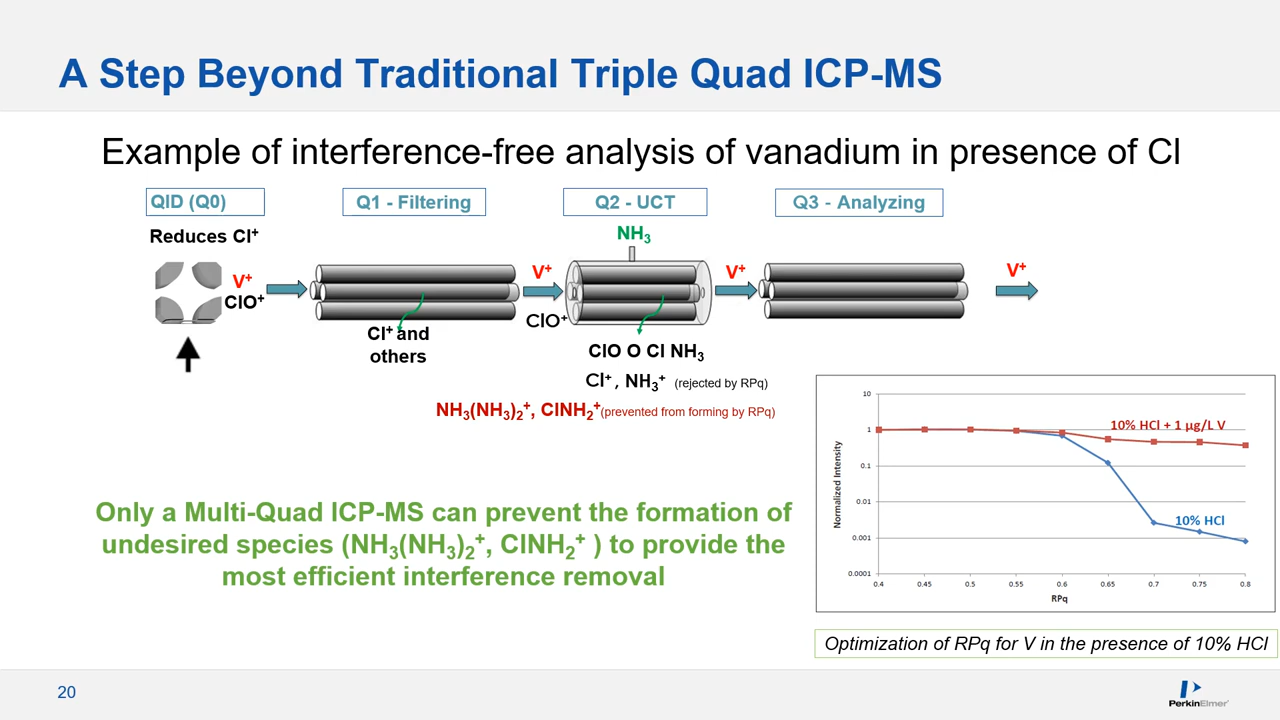 A Step Beyond Traditional Triple Quad ICP-MS
Example of interference-free analysis of vanadium in presence of Cl
QID (Q0)
Q1 - Filtering
Q2 - UCT
Q3 - Analyzing
Reduces Cl⁺
NH₃
V⁺
ClO⁺
V⁺
ClO⁺
V⁺
V⁺
Cl⁺ and
others
ClO O Cl NH₃
Cl⁺ , NH₃⁺ (rejected by RPq)
NH₃(NH₃)₂⁺, ClNH₂⁺(prevented from forming by RPq)
Only a Multi-Quad ICP-MS can prevent the formation of
undesired species (NH₃(NH₃)₂⁺, ClNH₂⁺ ) to provide the
most efficient interference removal
Normalized Intensity
10
1
0.1
0.01
0.001
0.0001
10% HCl + 1 µg/L V
10% HCl
0.4 0.45 0.5 0.55 0.6 0.65 0.7 0.75 0.8
RPq
Optimization of RPq for V in the presence of 10% HCl
20
PerkinElmer